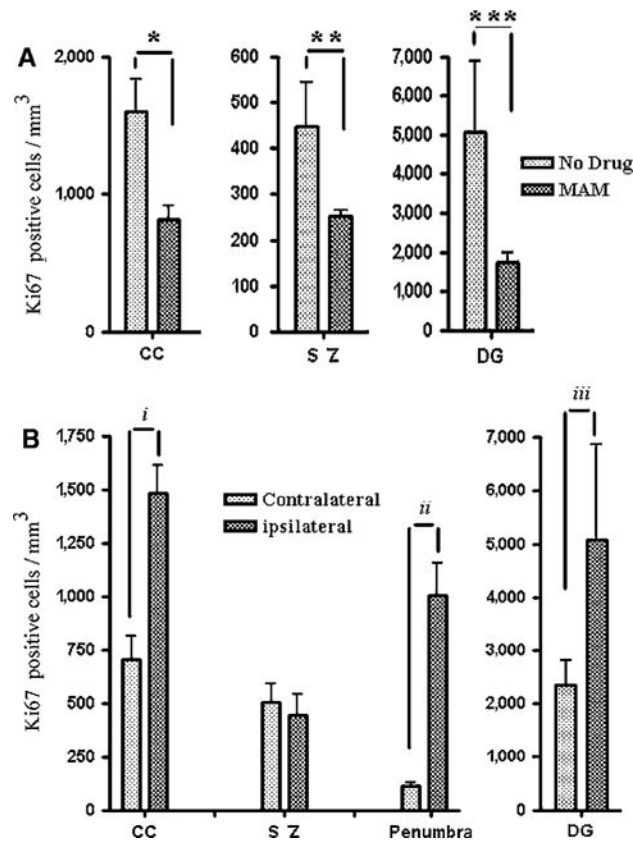 A
*
**
***
Ki67 positive cells / mm³
2,000
1,000
0
CC
600
500
400
300
200
100
0
S Z
7,000
6,000
5,000
4,000
3,000
2,000
1,000
0
DG
No Drug
MAM
B
i
ii
iii
Ki67 positive cells / mm³
1,750
1,500
1,250
1,000
750
500
250
0
Contralateral
ipsilateral
CC
S Z
Penumbra
7,000
6,000
5,000
4,000
3,000
2,000
1,000
0
DG